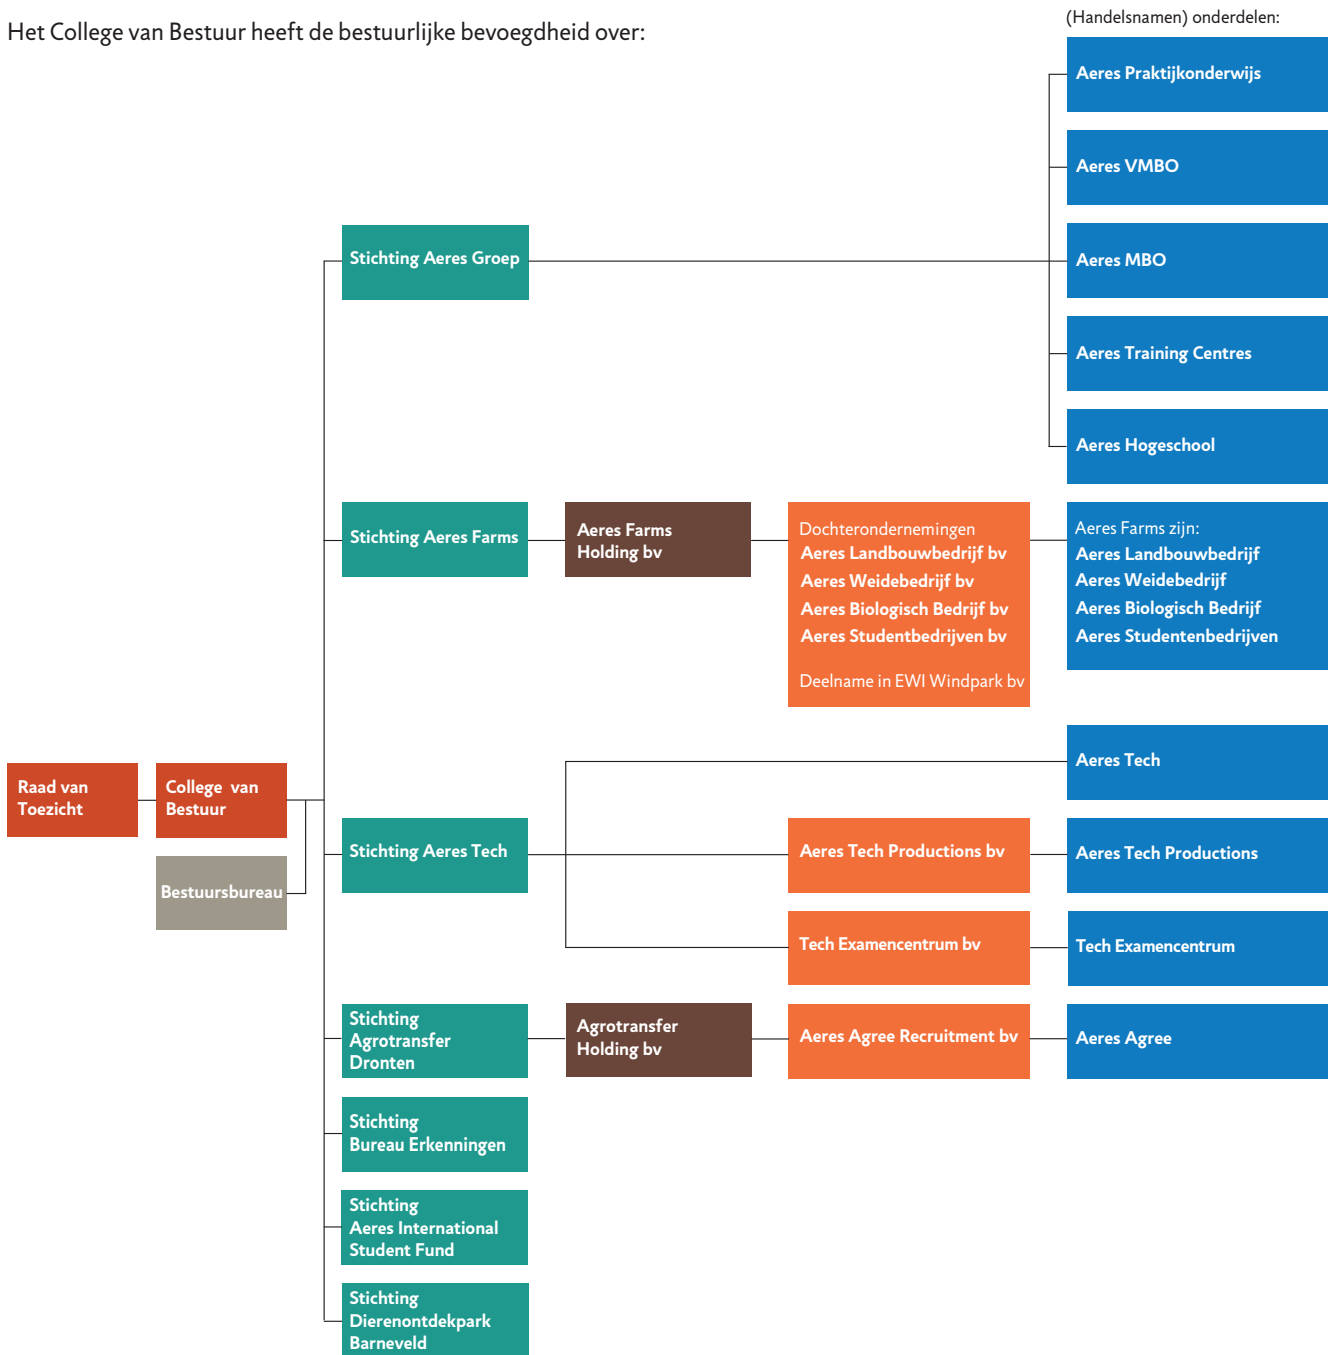 Het College van Bestuur heeft de bestuurlijke bevoegdheid over:
(Handelsnamen) onderdelen:
Aeres Praktijkonderwijs
Aeres VMBO
Stichting Aeres Groep
Aeres MBO
Aeres Training Centres
Aeres Hogeschool
Stichting Aeres Farms
Aeres Farms
Holding bv
Dochterondernemingen
Aeres Landbouwbedrijf bv
Aeres Weidebedrijf bv
Aeres Biologisch Bedrijf bv
Aeres Studentbedrijven bv
Deelname in EWI Windpark bv
Aeres Farms zijn:
Aeres Landbouwbedrijf
Aeres Weidebedrijf
Aeres Biologisch Bedrijf
Aeres Studentenbedrijven
Raad van
Toezicht
College van
Bestuur
Bestuursbureau
Aeres Tech
Stichting Aeres Tech
Aeres Tech Productions bv
Aeres Tech Productions
Tech Examencentrum bv
Tech Examencentrum
Stichting
Agrotransfer
Dronten
Agrotransfer
Holding bv
Aeres Agree Recruitment bv
Aeres Agree
Stichting
Bureau Erkenningen
Stichting
Aeres International
Student Fund
Stichting
Dierenontdekpark
Barneveld